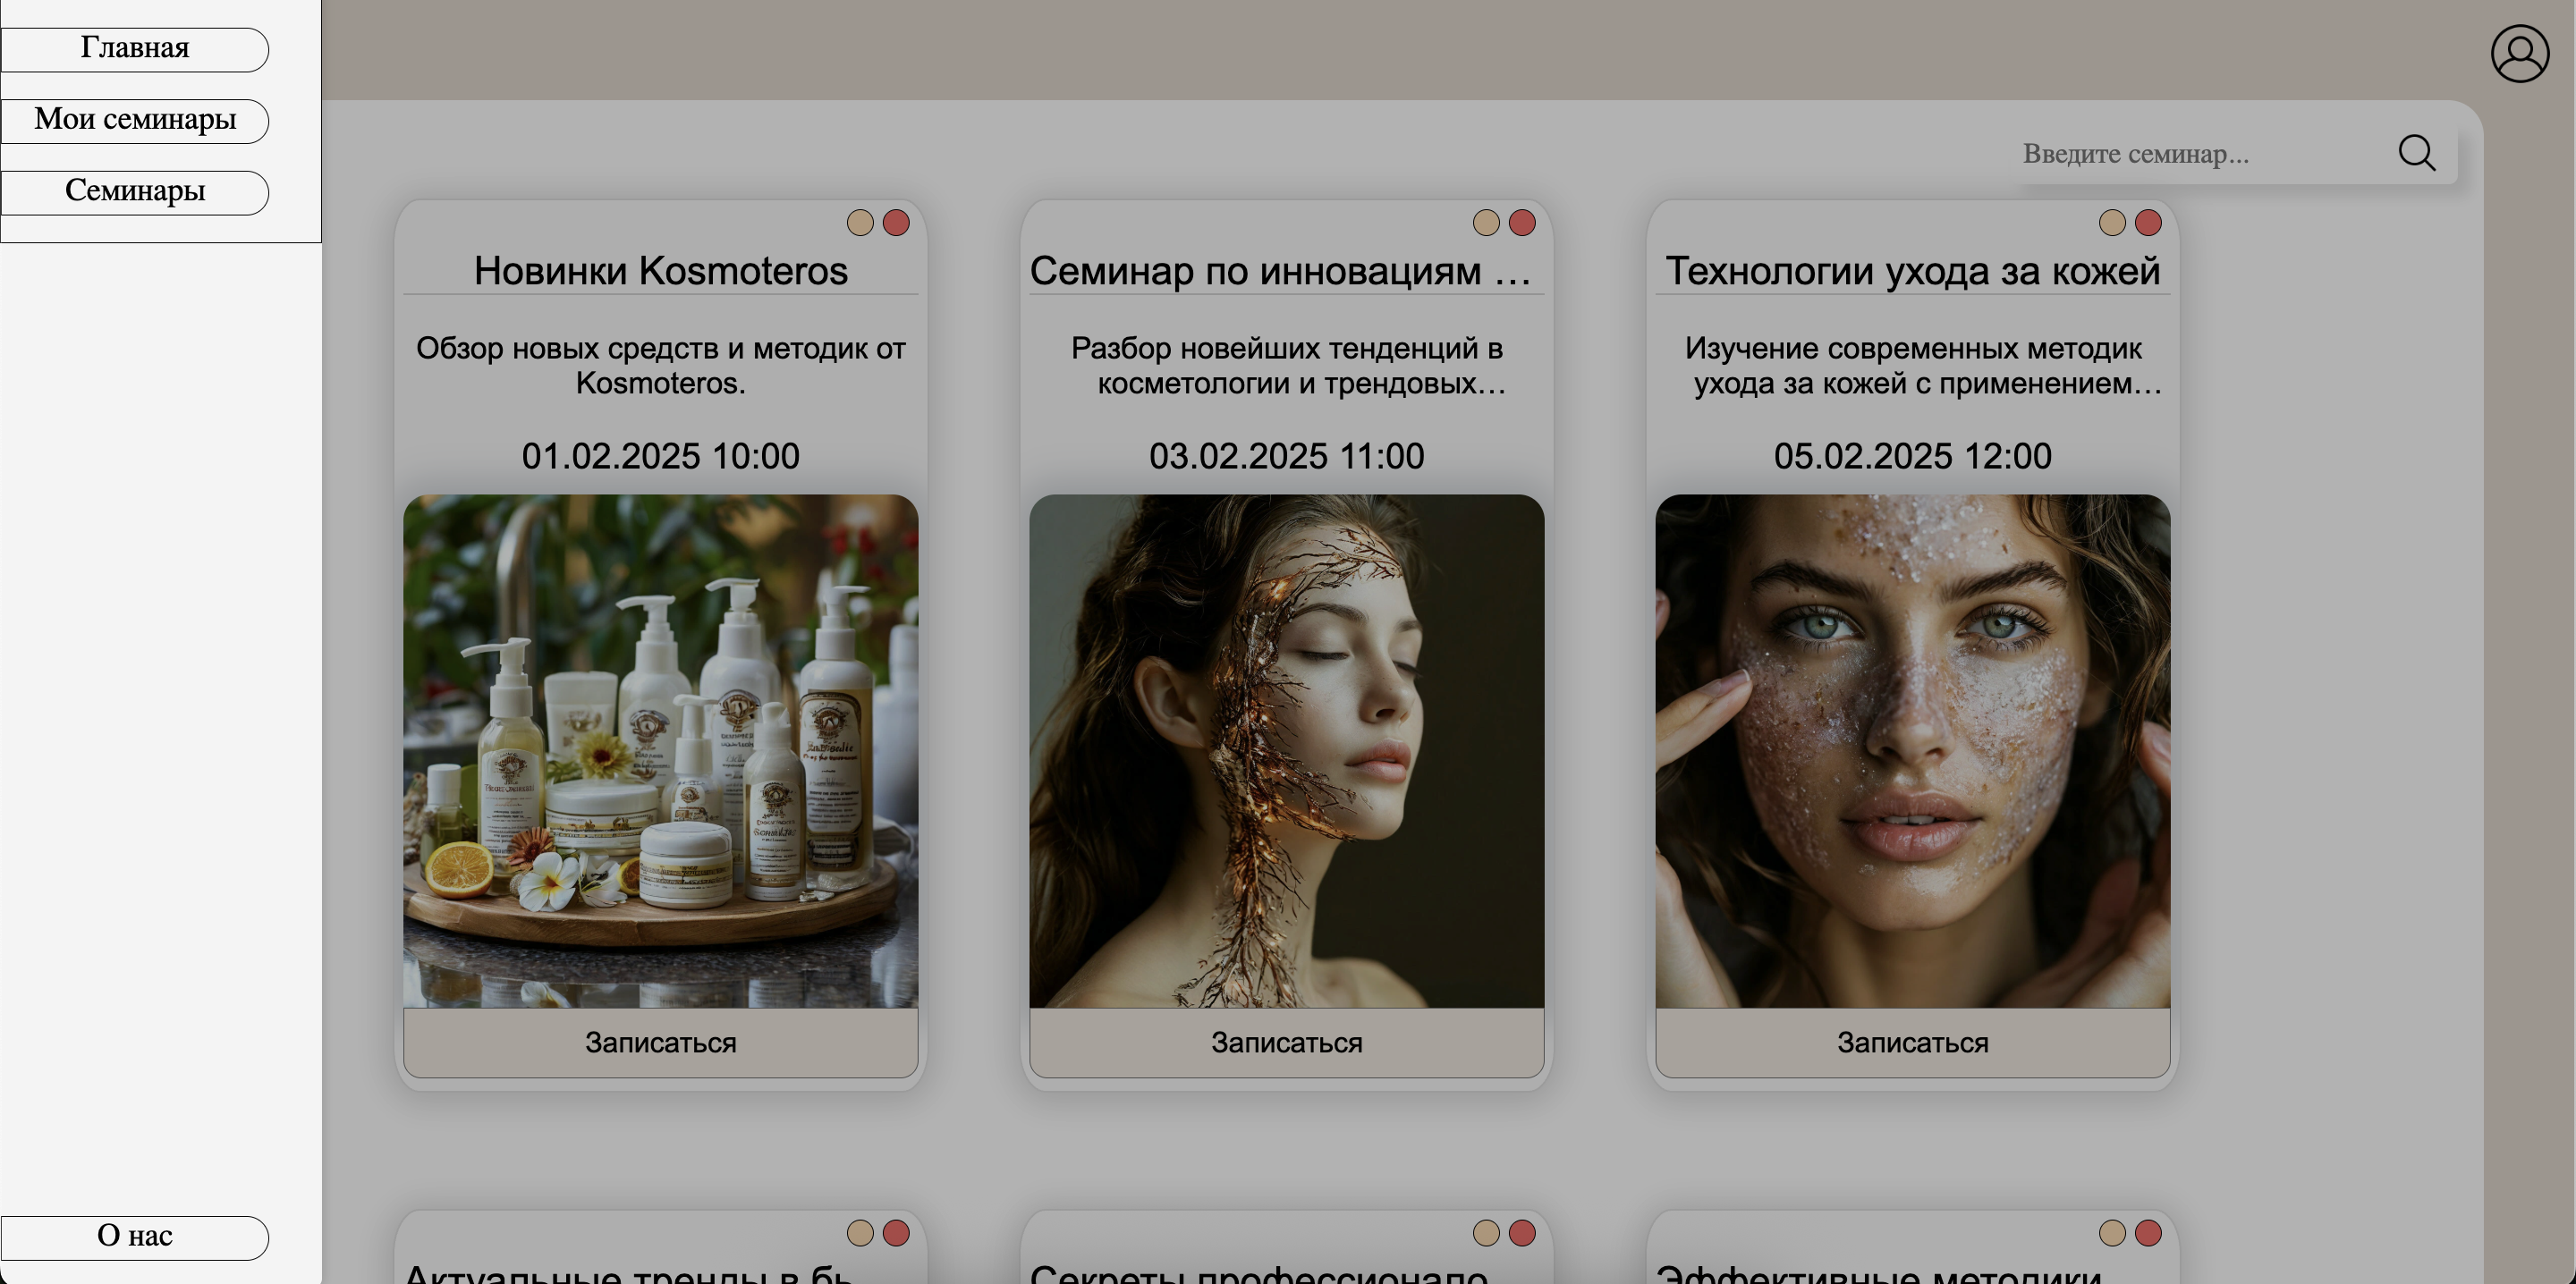 Главная
Мои семинары
Семинары
О нас
Введите семинар...
Новинки Kosmoteros
Обзор новых средств и методик от
Kosmoteros.
01.02.2025 10:00
Записаться
Семинар по инновациям …
Разбор новейших тенденций в
косметологии и трендовых…
03.02.2025 11:00
Записаться
Технологии ухода за кожей
Изучение современных методик
ухода за кожей с применением…
05.02.2025 12:00
Записаться
Актуальные тренды в
Секреты
Эффективные методики